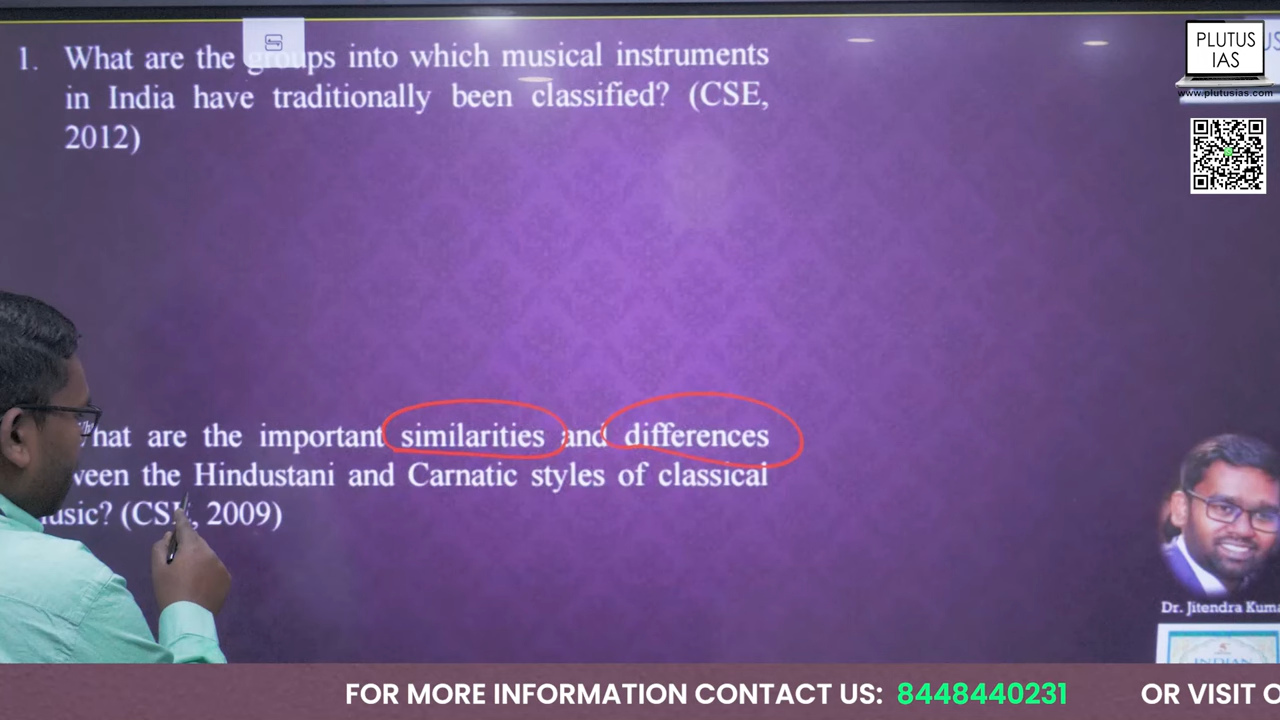 1. What are the groups into which musical instruments
in India have traditionally been classified? (CSE,
2012)
hat are the important similarities and differences
ween the Hindustani and Carnatic styles of classical
usic? (CSE, 2009)
PLUTUS
IAS
www.plutusias.com
Dr. Jitendra Kuma
INDIAN
FOR MORE INFORMATION CONTACT US: 8448440231 OR VISIT O